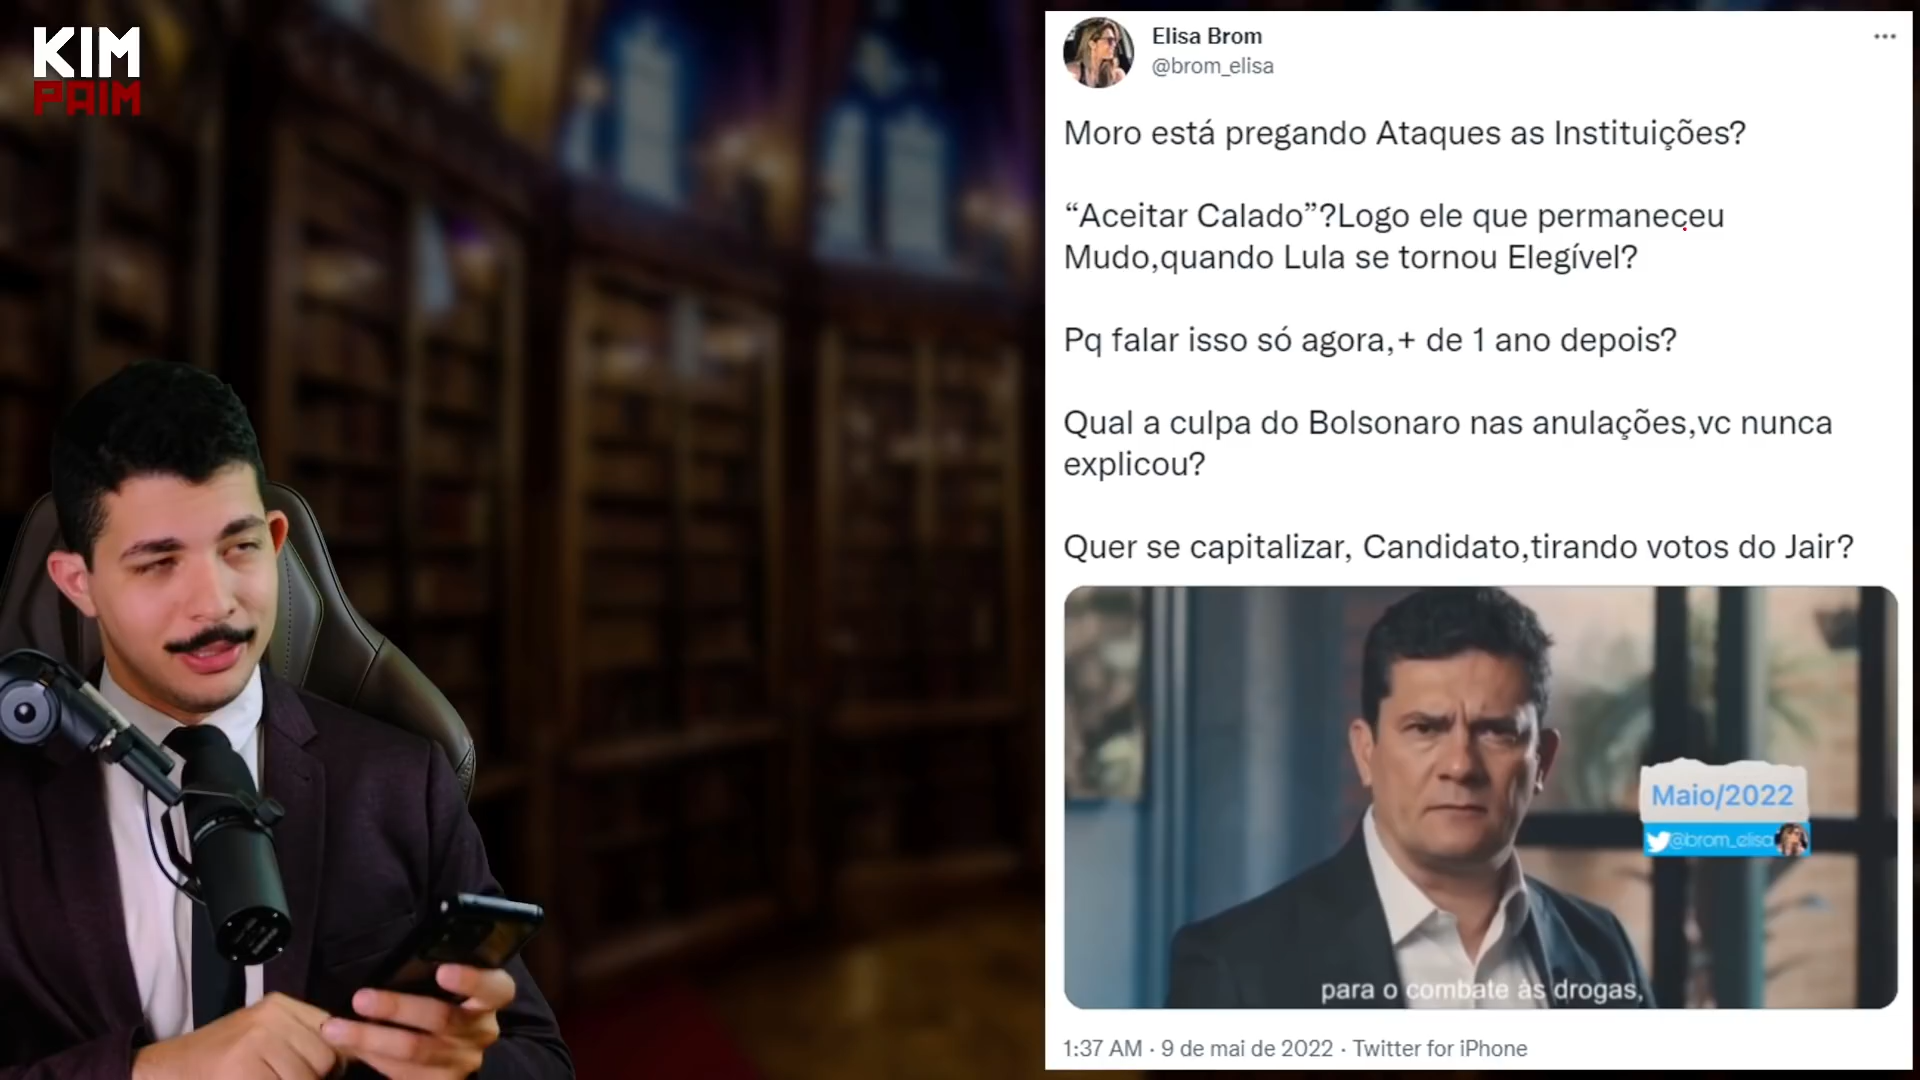 KIM
PAIM
Elisa Brom
@brom_elisa
Moro está pregando Ataques as Instituições?
“Aceitar Calado”?Logo ele que permaneceu
Mudo,quando Lula se tornou Elegível?
Pq falar isso só agora,+ de 1 ano depois?
Qual a culpa do Bolsonaro nas anulações,vc nunca
explicou?
Quer se capitalizar, Candidato,tirando votos do Jair?
Maio/2022
@brom_elisa
para o combate às drogas,
1:37 AM · 9 de mai de 2022 · Twitter for iPhone